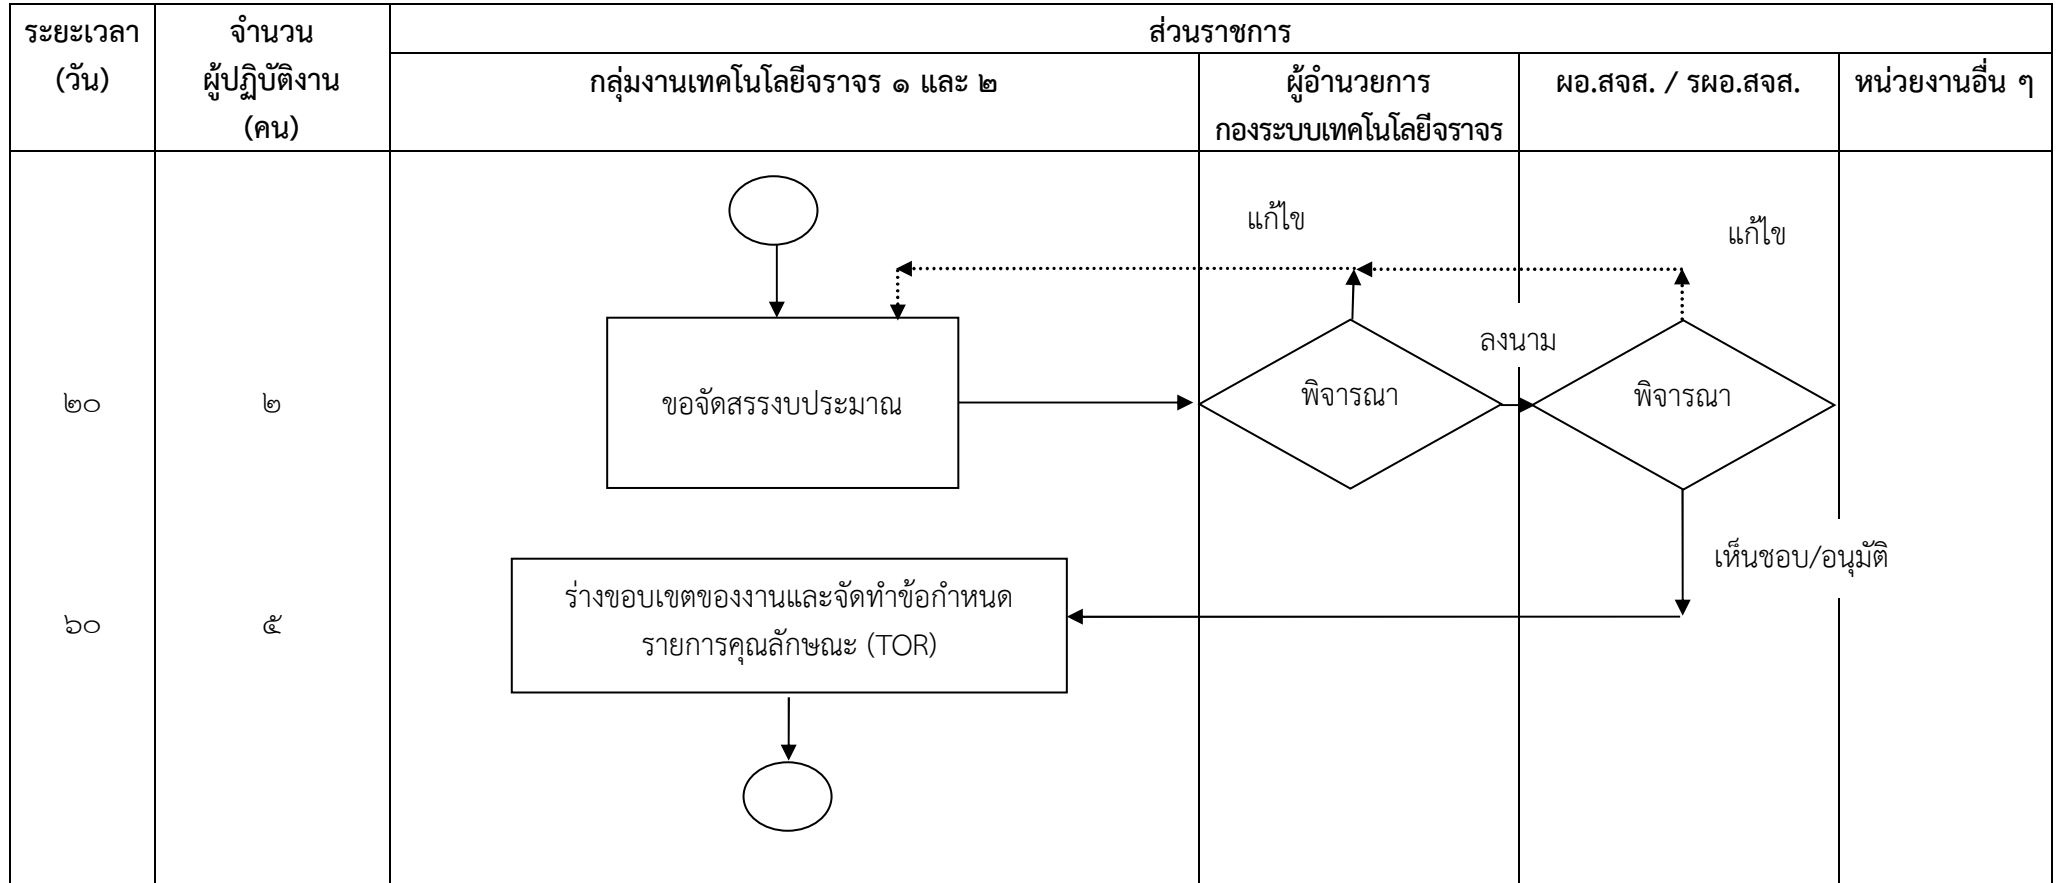 ระยะเวลา
(วัน)
จำนวน
ผู้ปฏิบัติงาน
(คน)
ส่วนราชการ
กลุ่มงานเทคโนโลยีจราจร ๑ และ ๒
ผู้อำนวยการ
กองระบบเทคโนโลยีจราจร
ผอ.สจส. / รผอ.สจส.
หน่วยงานอื่น ๆ
แก้ไข
แก้ไข
ลงนาม
๒๐
๒
ขอจัดสรรงบประมาณ
พิจารณา
พิจารณา
เห็นชอบ/อนุมัติ
๖๐
๕
ร่างขอบเขตของงานและจัดทำข้อกำหนด
รายการคุณลักษณะ (TOR)